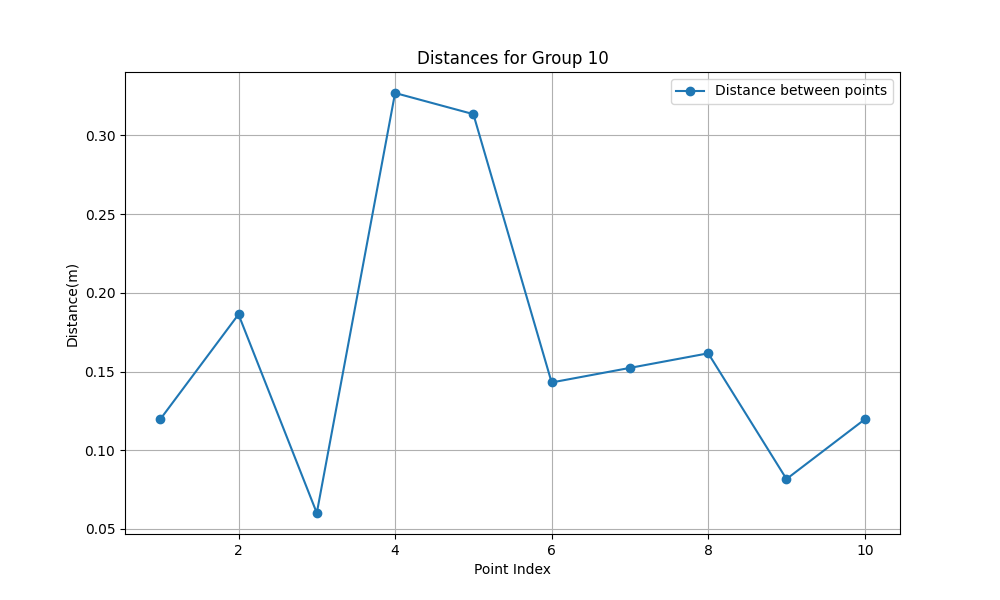 Distances for Group 10
Distance between points
0.30
0.25
0.20
0.15
0.10
0.05
Distance(m)
2 4 6 8 10
Point Index